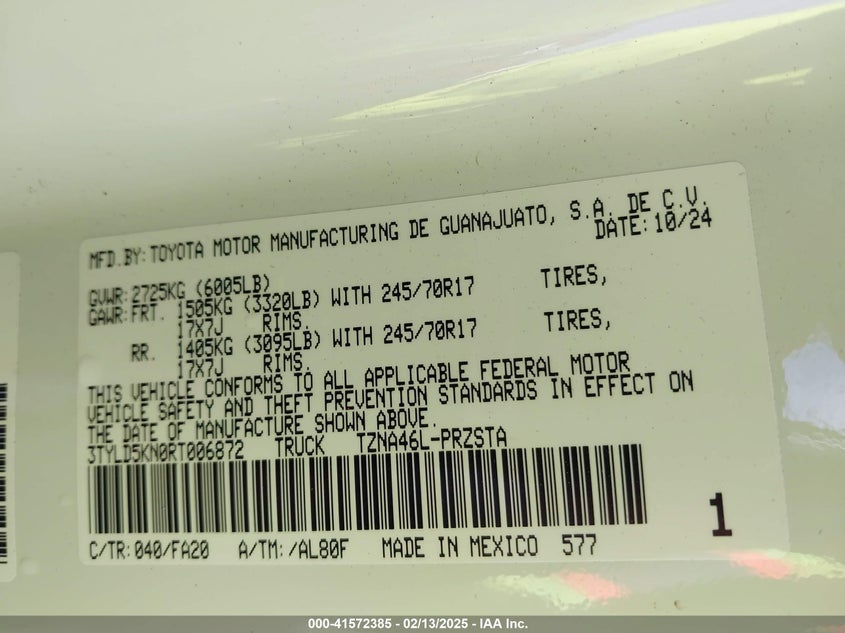 MFD.BY: TOYOTA MOTOR MANUFACTURING DE GUANAJUATO, S.A. DE C.V.
DATE: 10/24
GVWR: 2725KG (6005LB)
GAWR: FRT. 1505KG (3320LB) WITH 245/70R17 TIRES,
17X7J RIMS.
RR. 1405KG (3095LB) WITH 245/70R17 TIRES,
17X7J RIMS.
THIS VEHICLE CONFORMS TO ALL APPLICABLE FEDERAL MOTOR
VEHICLE SAFETY AND THEFT PREVENTION STANDARDS IN EFFECT ON
THE DATE OF MANUFACTURE SHOWN ABOVE.
3TYLD5KN0RT006872 TRUCK TZNA46L-PRZSTA
1
C/TR: 040/FA20 A/TM: /AL80F MADE IN MEXICO 577
000-41572385 - 02/13/2025 - IAA Inc.